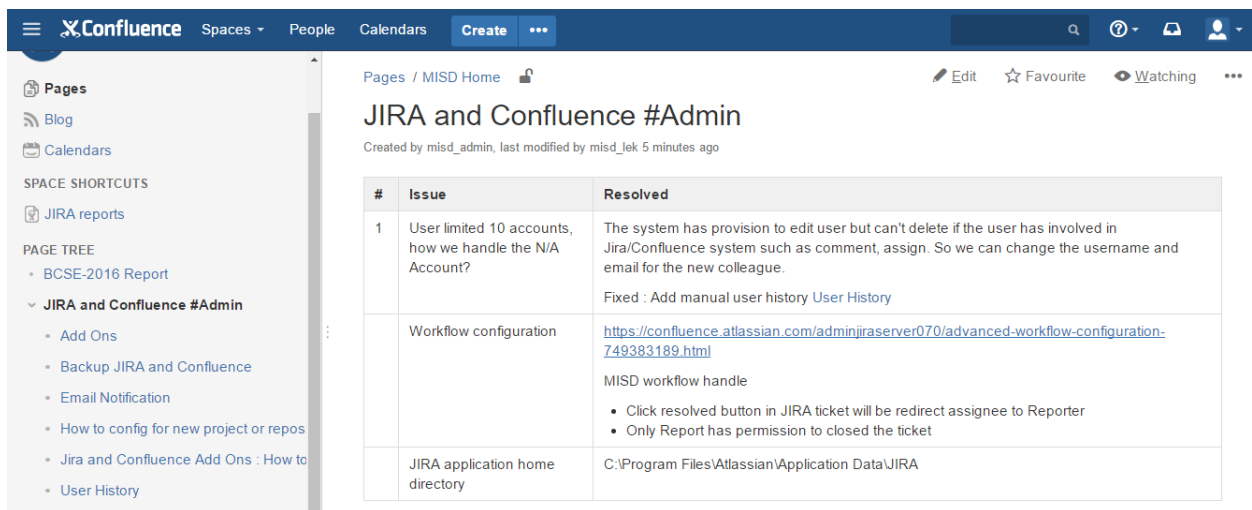 Confluence Spaces People Calendars Create •••
Pages
Blog
Calendars
SPACE SHORTCUTS
JIRA reports
PAGE TREE
BCSE-2016 Report
JIRA and Confluence #Admin
Add Ons
Backup JIRA and Confluence
Email Notification
How to config for new project or repos
Jira and Confluence Add Ons : How to
User History
Pages / MISD Home
Edit Favourite Watching •••
JIRA and Confluence #Admin
Created by misd_admin, last modified by misd_lek 5 minutes ago
# Issue Resolved
1
User limited 10 accounts,
how we handle the N/A
Account?
The system has provision to edit user but can't delete if the user has involved in
Jira/Confluence system such as comment, assign. So we can change the username and
email for the new colleague.
Fixed : Add manual user history User History
Workflow configuration
https://confluence.atlassian.com/adminjiraserver070/advanced-workflow-configuration-
749383189.html
MISD workflow handle
• Click resolved button in JIRA ticket will be redirect assignee to Reporter
• Only Report has permission to closed the ticket
JIRA application home
directory
C:\Program Files\Atlassian\Application Data\JIRA